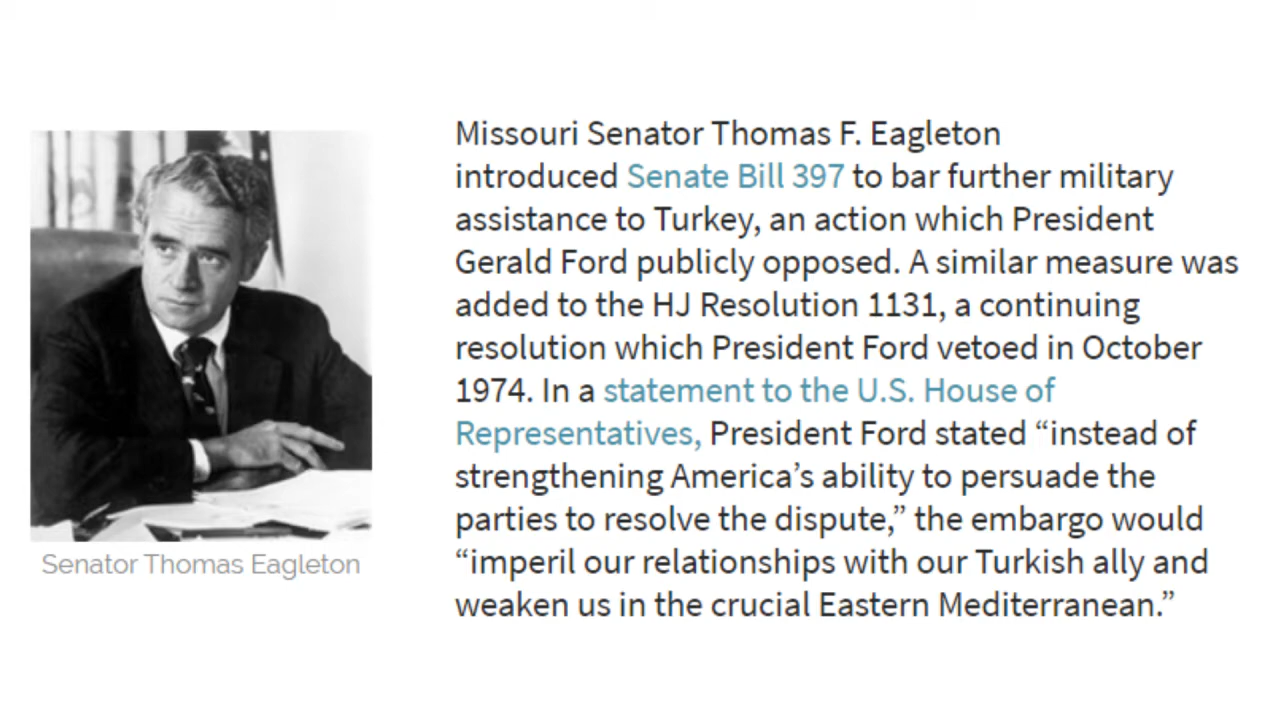 Missouri Senator Thomas F. Eagleton
introduced Senate Bill 397 to bar further military
assistance to Turkey, an action which President
Gerald Ford publicly opposed. A similar measure was
added to the HJ Resolution 1131, a continuing
resolution which President Ford vetoed in October
1974. In a statement to the U.S. House of
Representatives, President Ford stated “instead of
strengthening America’s ability to persuade the
parties to resolve the dispute,” the embargo would
“imperil our relationships with our Turkish ally and
weaken us in the crucial Eastern Mediterranean.”
Senator Thomas Eagleton